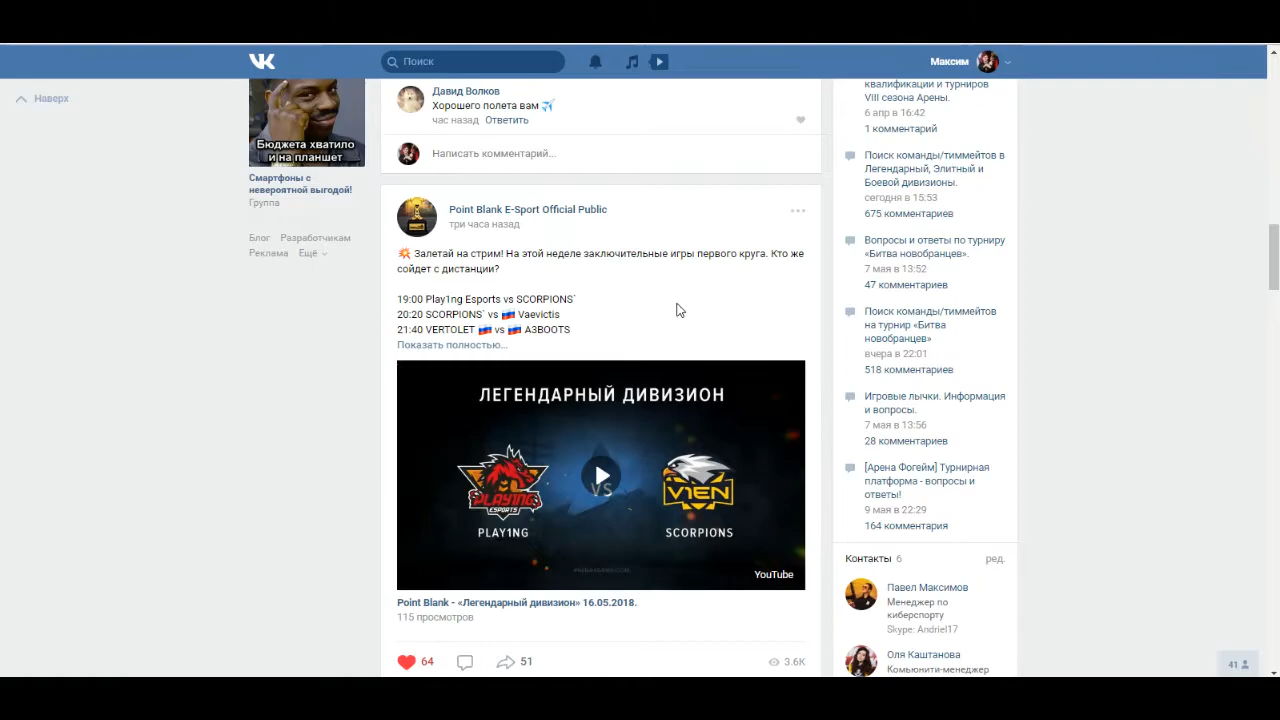 Поиск
Максим
Наверх
Бюджета хватило
и на планшет
Смартфоны с
невероятной выгодой!
Группа
Блог Разработчикам
Реклама Ещё
Давид Волков
Хорошего полета вам ✈️
час назад Ответить
Написать комментарий...
Point Blank E-Sport Official Public
три часа назад
💥 Залетай на стрим! На этой неделе заключительные игры первого круга. Кто же
сойдет с дистанции?
19:00 Play1ng Esports vs SCORPIONS`
20:20 SCORPIONS` vs 🇷🇺 Vaevictis
21:40 VERTOLET 🇷🇺 vs 🇷🇺 A3BOOTS
Показать полностью...
ЛЕГЕНДАРНЫЙ ДИВИЗИОН
PLAY1NG
ESPORTS
VS
V1EN
PLAY1NG
SCORPIONS
YouTube
Point Blank - «Легендарный дивизион» 16.05.2018.
115 просмотров
64
51
3.6K
квалификации и турниров
VIII сезона Арены.
6 апр в 16:42
1 комментарий
Поиск команды/тиммейтов в
Легендарный, Элитный и
Боевой дивизионы.
сегодня в 15:53
675 комментариев
Вопросы и ответы по турниру
«Битва новобранцев».
7 мая в 13:52
47 комментариев
Поиск команды/тиммейтов
на турнир «Битва
новобранцев»
вчера в 22:01
518 комментариев
Игровые лычки. Информация
и вопросы.
7 мая в 13:56
28 комментариев
[Арена Фогейм] Турнирная
платформа - вопросы и
ответы!
9 мая в 22:29
164 комментария
Контакты 6
ред.
Павел Максимов
Менеджер по
киберспорту
Skype: Andriel17
Оля Каштанова
Комьюнити-менеджер
41